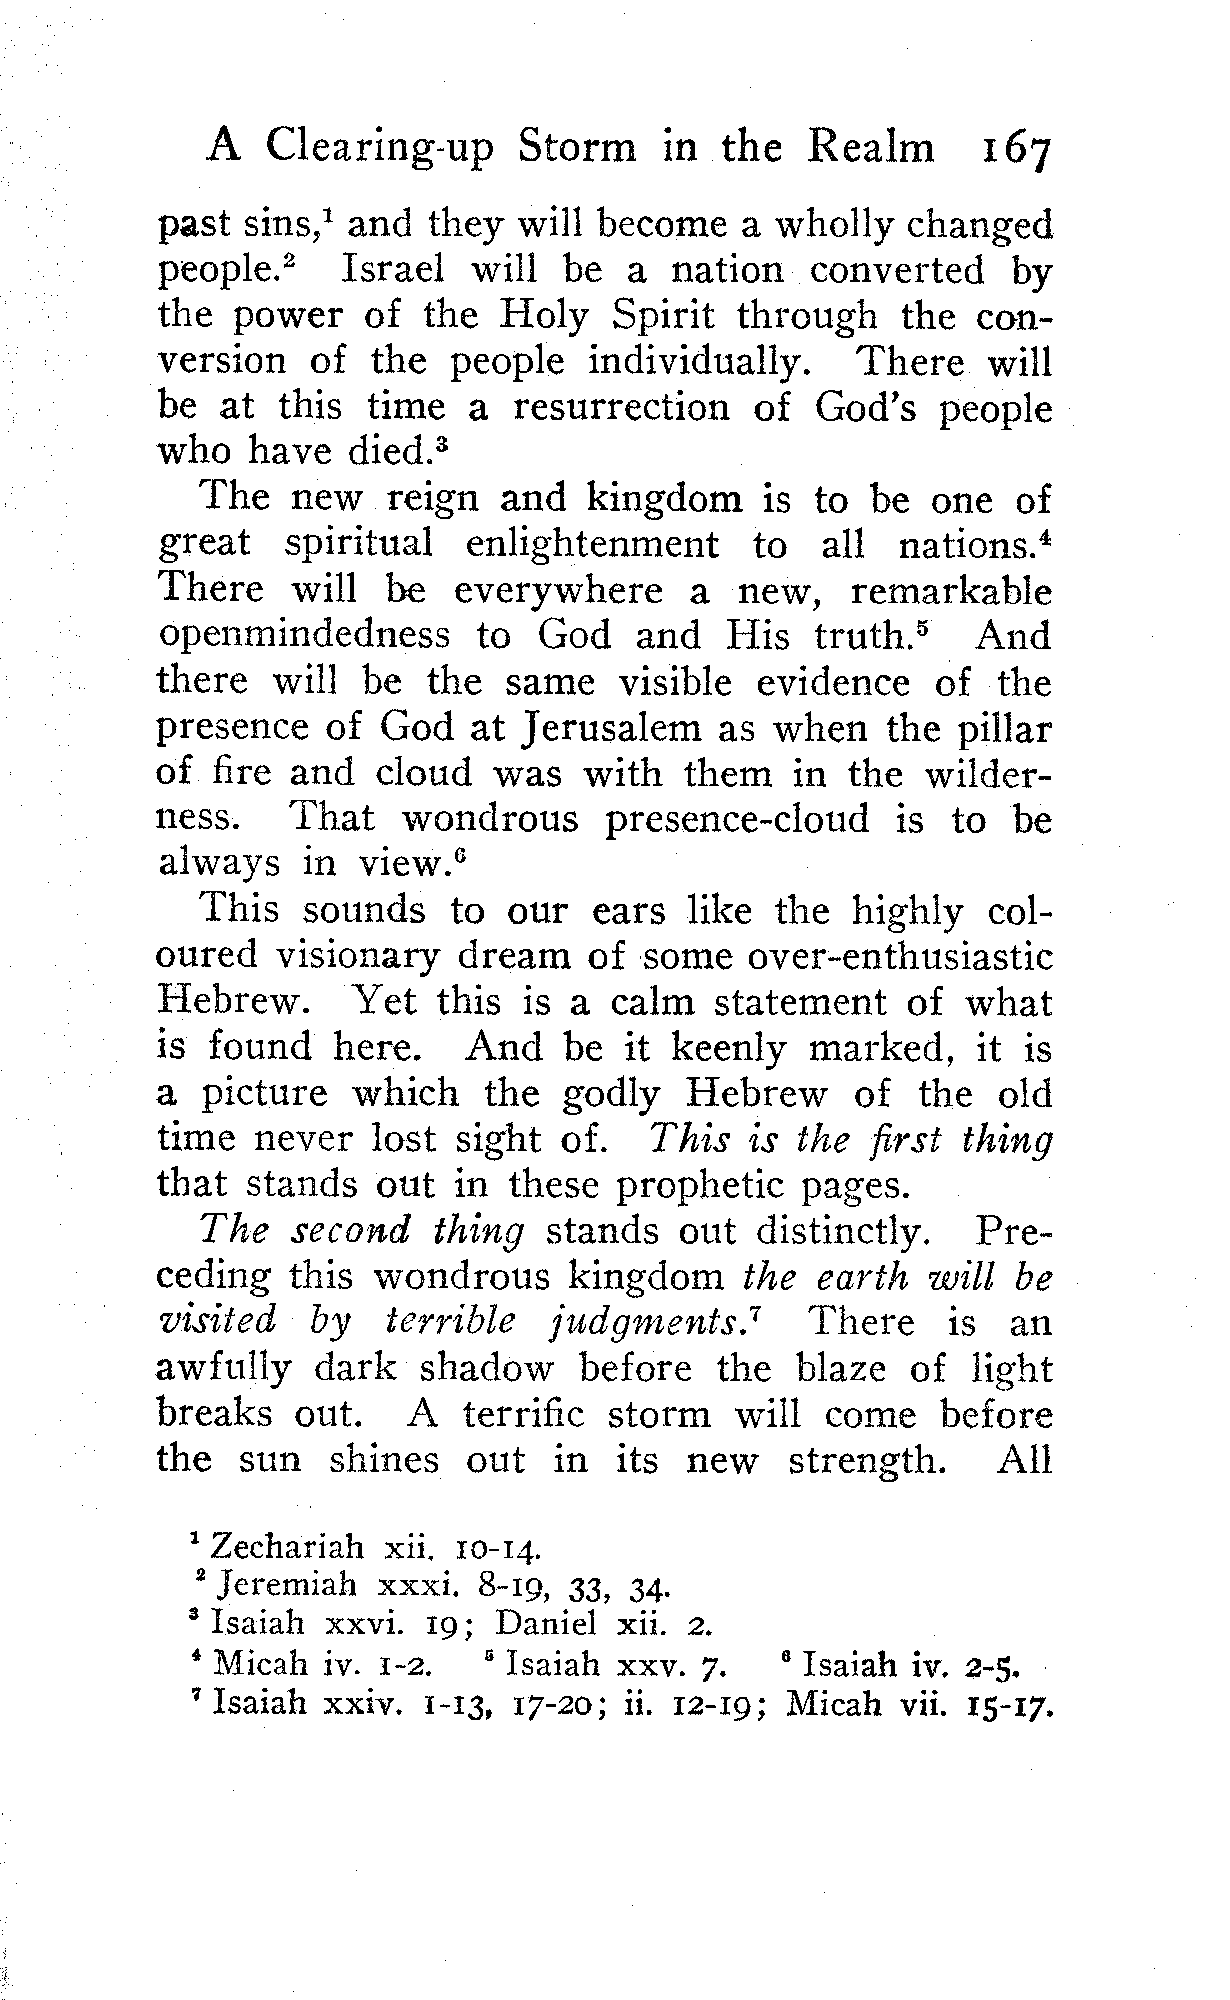 A Clearing-up Storm in the Realm 167
past sins,¹ and they will become a wholly changed
people.² Israel will be a nation converted by
the power of the Holy Spirit through the con-
version of the people individually. There will
be at this time a resurrection of God's people
who have died.³
The new reign and kingdom is to be one of
great spiritual enlightenment to all nations.⁴
There will be everywhere a new, remarkable
openmindedness to God and His truth.⁵ And
there will be the same visible evidence of the
presence of God at Jerusalem as when the pillar
of fire and cloud was with them in the wilder-
ness. That wondrous presence-cloud is to be
always in view.⁶
This sounds to our ears like the highly col-
oured visionary dream of some over-enthusiastic
Hebrew. Yet this is a calm statement of what
is found here. And be it keenly marked, it is
a picture which the godly Hebrew of the old
time never lost sight of. This is the first thing
that stands out in these prophetic pages.
The second thing stands out distinctly. Pre-
ceding this wondrous kingdom the earth will be
visited by terrible judgments.⁷ There is an
awfully dark shadow before the blaze of light
breaks out. A terrific storm will come before
the sun shines out in its new strength. All
¹ Zechariah xii. 10-14.
² Jeremiah xxxi. 8-19, 33, 34.
³ Isaiah xxvi. 19; Daniel xii. 2.
⁴ Micah iv. 1-2. ⁵ Isaiah xxv. 7. ⁶ Isaiah iv. 2-5.
⁷ Isaiah xxiv. 1-13, 17-20; ii. 12-19; Micah vii. 15-17.